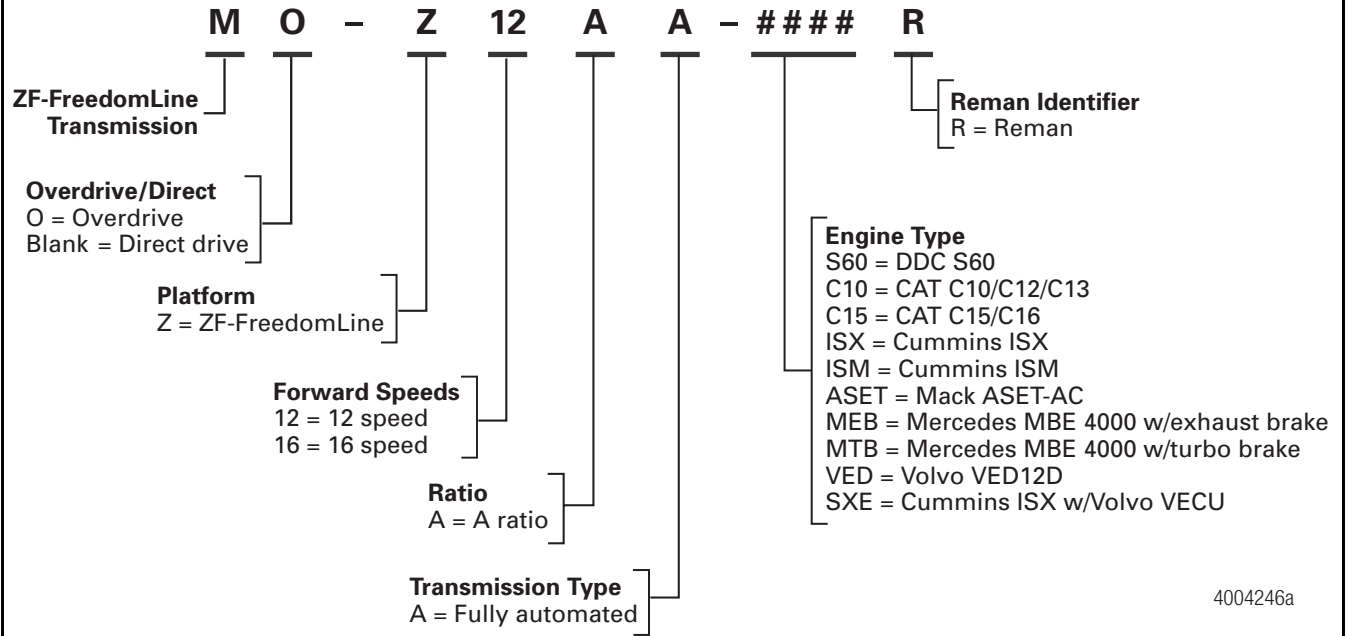 M O – Z 12 A A – #### R
ZF-FreedomLine
Transmission
Reman Identifier
R = Reman
Overdrive/Direct
O = Overdrive
Blank = Direct drive
Engine Type
S60 = DDC S60
C10 = CAT C10/C12/C13
C15 = CAT C15/C16
ISX = Cummins ISX
ISM = Cummins ISM
ASET = Mack ASET-AC
MEB = Mercedes MBE 4000 w/exhaust brake
MTB = Mercedes MBE 4000 w/turbo brake
VED = Volvo VED12D
SXE = Cummins ISX w/Volvo VECU
Platform
Z = ZF-FreedomLine
Forward Speeds
12 = 12 speed
16 = 16 speed
Ratio
A = A ratio
Transmission Type
A = Fully automated
4004246a